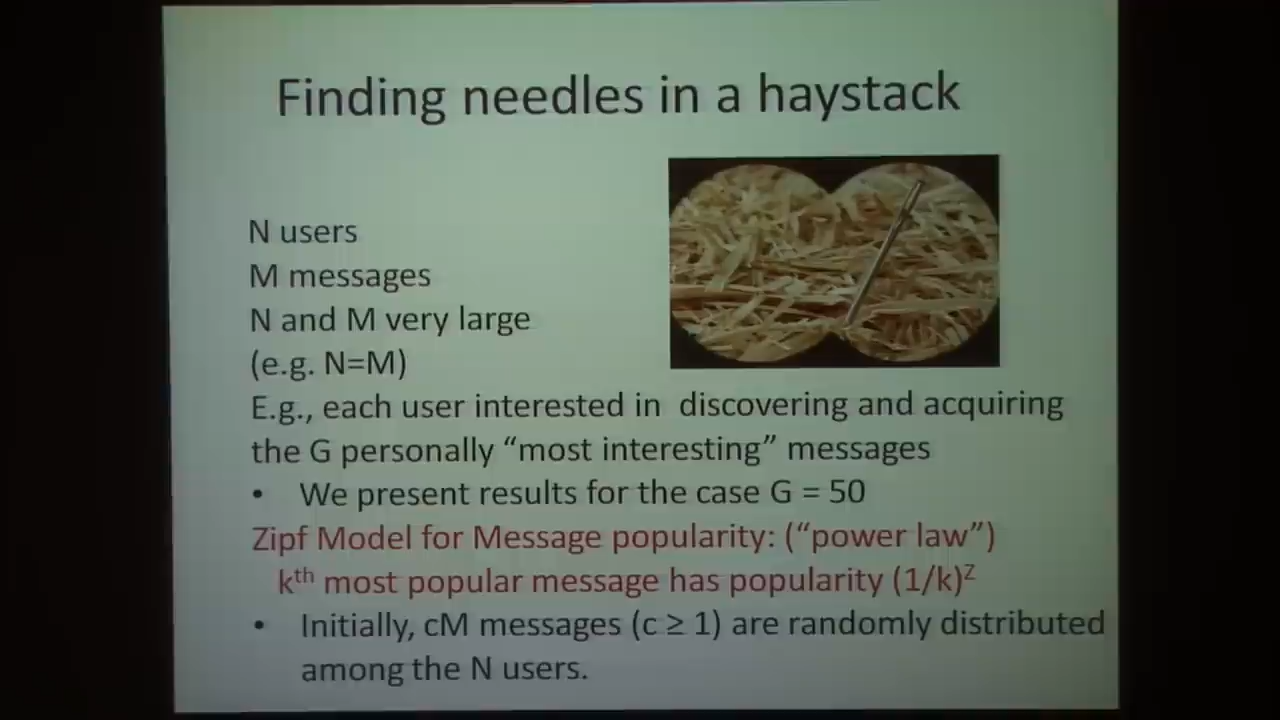 Finding needles in a haystack
N users
M messages
N and M very large
(e.g. N=M)
E.g., each user interested in discovering and acquiring
the G personally “most interesting” messages
• We present results for the case G = 50
Zipf Model for Message popularity: (“power law”)
kᵗʰ most popular message has popularity (1/k)ᶻ
• Initially, cM messages (c ≥ 1) are randomly distributed
among the N users.